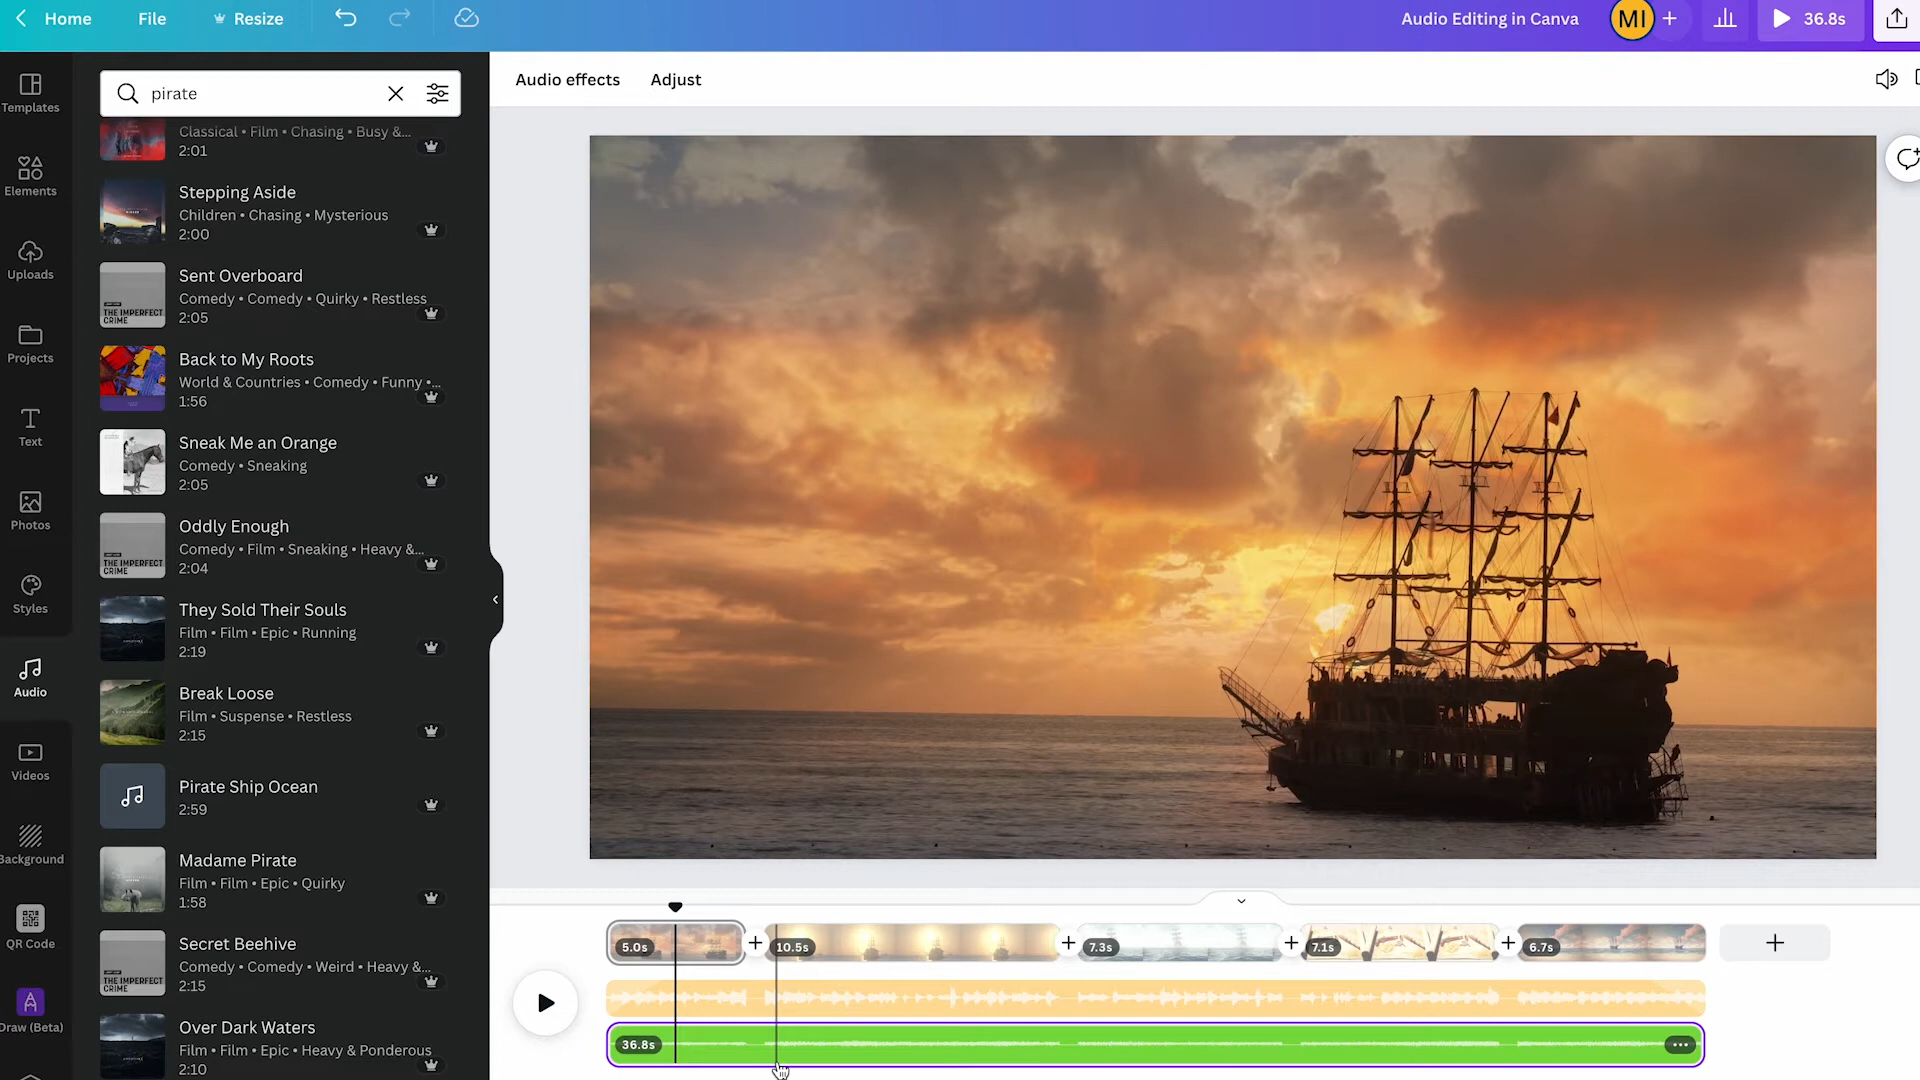 Home File Resize
Audio Editing in Canva MI 36.8s
Templates
Elements
Uploads
Projects
Text
Photos
Styles
Audio
Videos
Background
QR Code
Draw (Beta)
pirate
Classical • Film • Chasing • Busy &...
2:01
Stepping Aside
Children • Chasing • Mysterious
2:00
Sent Overboard
Comedy • Comedy • Quirky • Restless
2:05
THE IMPERFECT
CRIME
Back to My Roots
World & Countries • Comedy • Funny •...
1:56
Sneak Me an Orange
Comedy • Sneaking
2:05
Oddly Enough
Comedy • Film • Sneaking • Heavy &...
2:04
THE IMPERFECT
CRIME
They Sold Their Souls
Film • Film • Epic • Running
2:19
Break Loose
Film • Suspense • Restless
2:15
Pirate Ship Ocean
2:59
Madame Pirate
Film • Film • Epic • Quirky
1:58
Secret Beehive
Comedy • Comedy • Weird • Heavy &...
2:15
THE IMPERFECT
CRIME
Over Dark Waters
Film • Film • Epic • Heavy & Ponderous
2:10
Audio effects Adjust
5.0s 10.5s 7.3s 7.1s 6.7s
36.8s